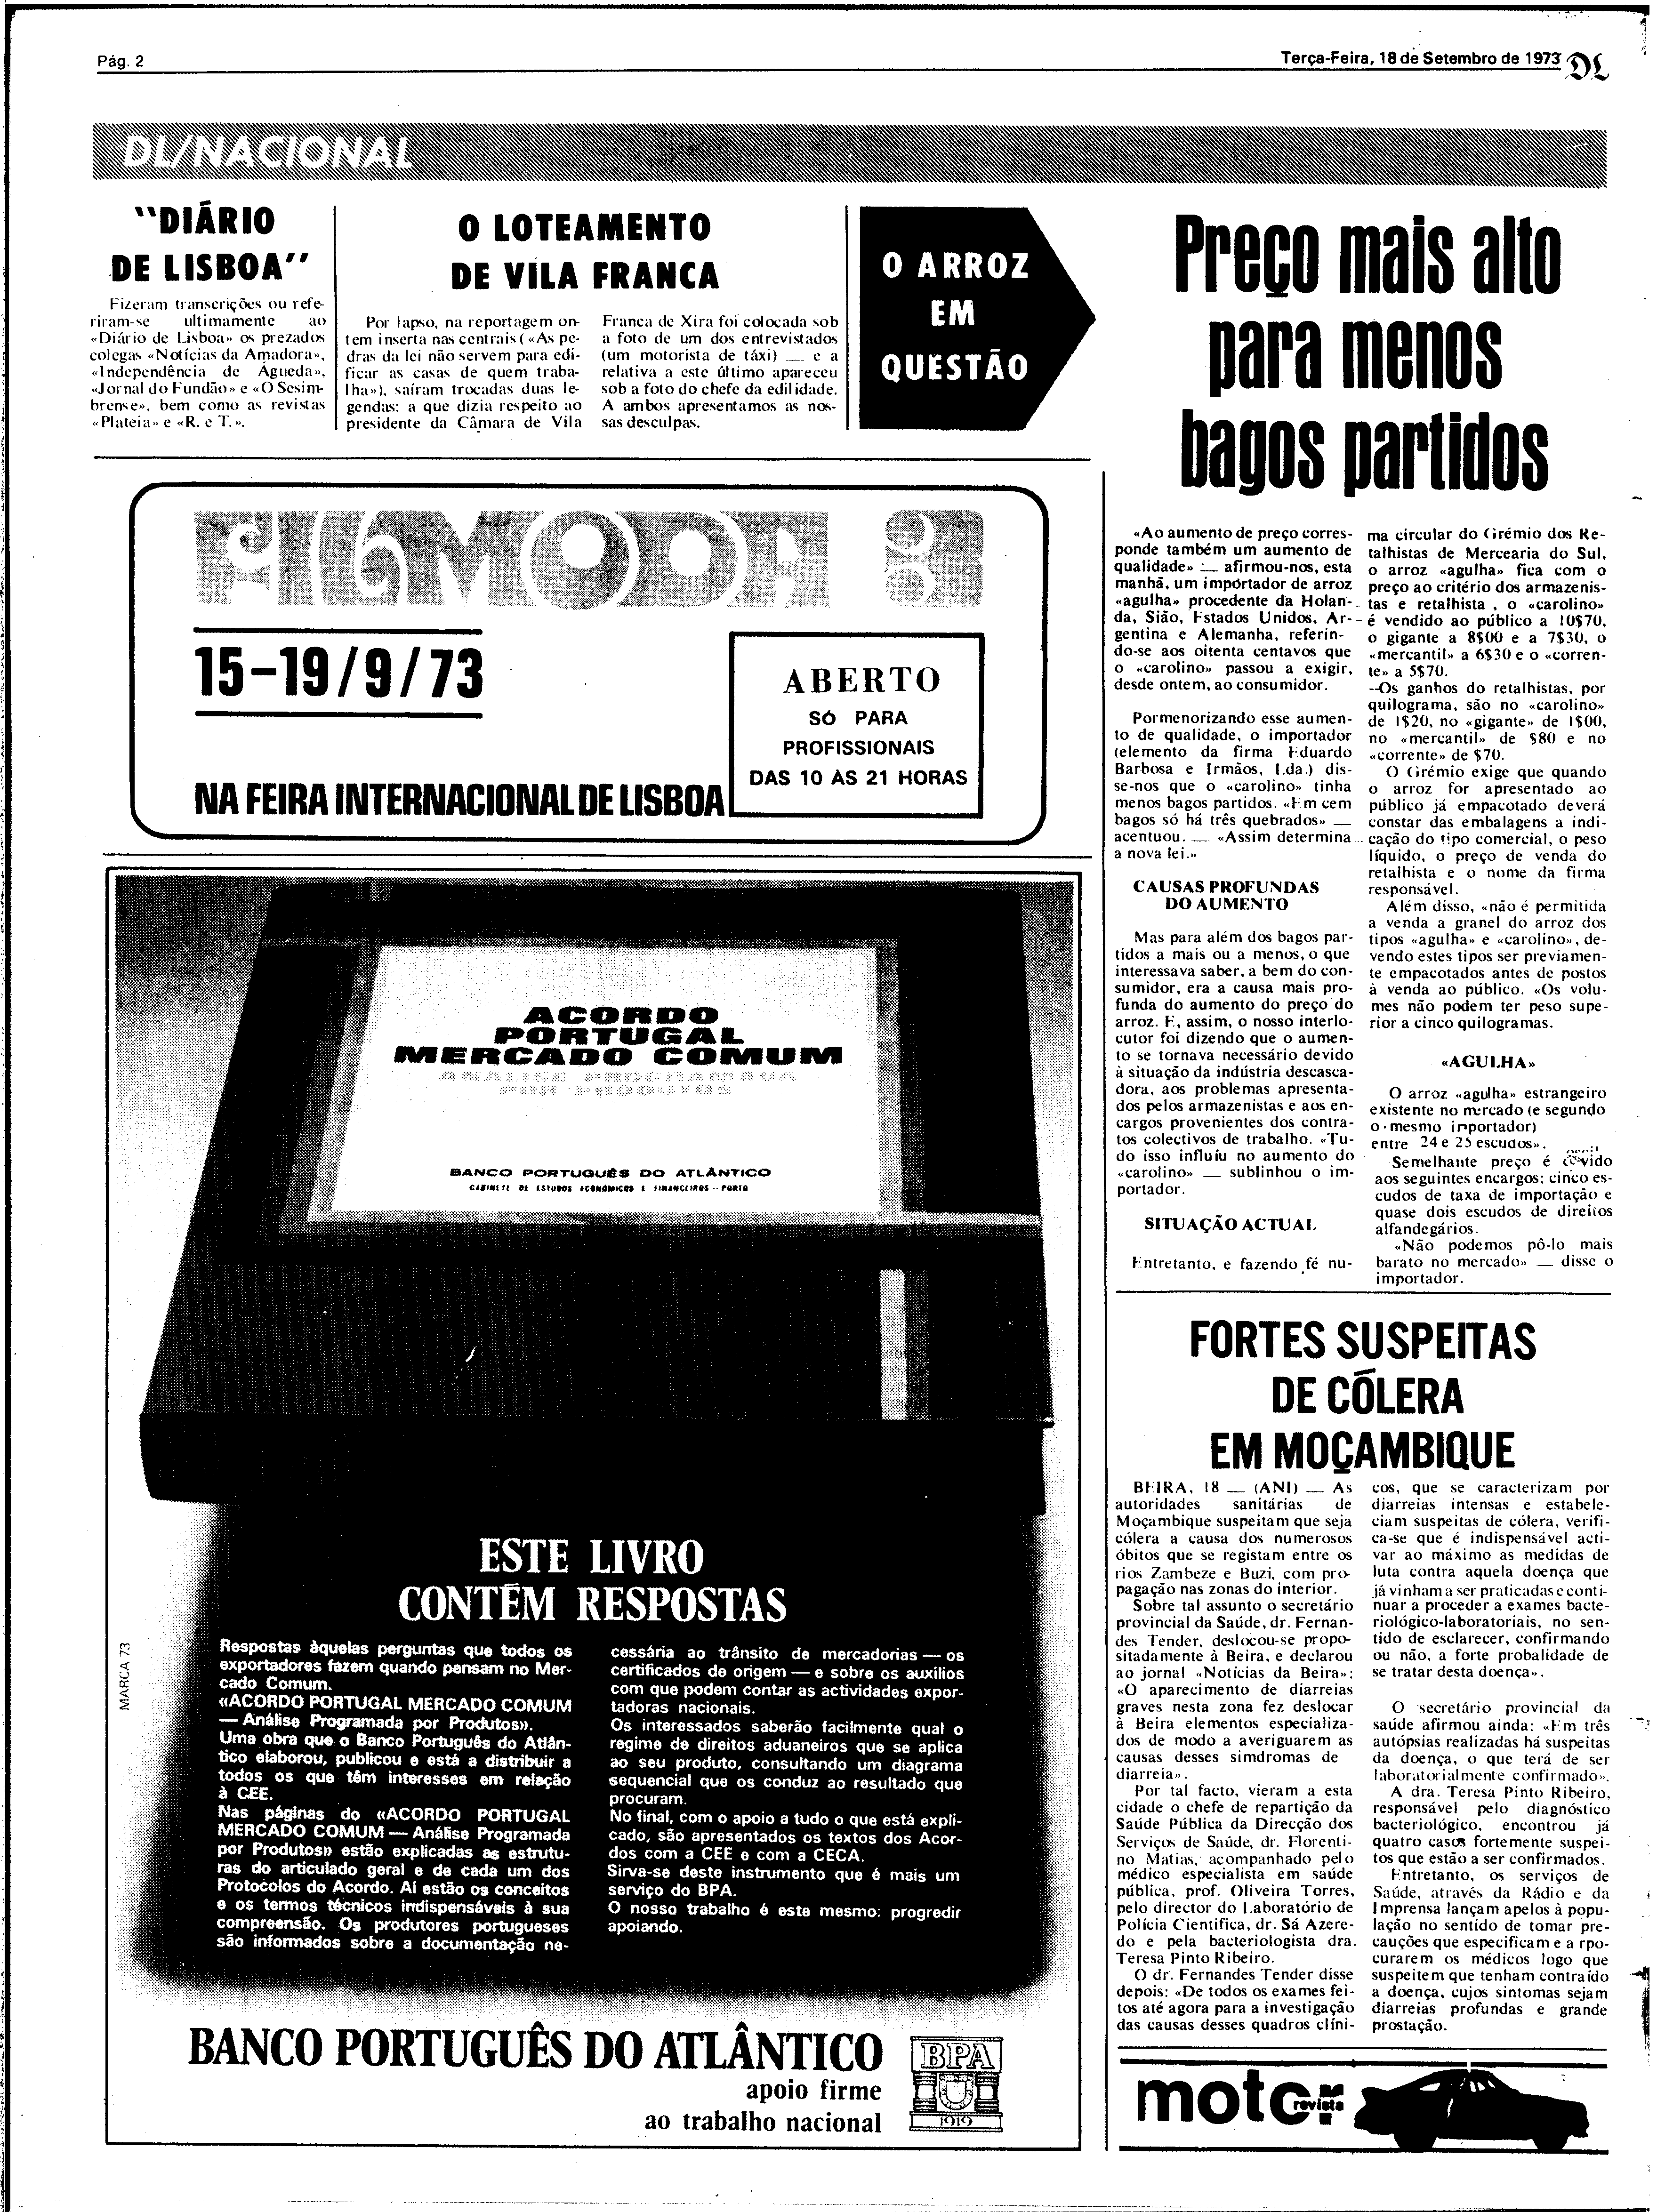 Pág. 2
Terça-Feira, 18 de Setembro de 1973
DL
DL/NACIONAL
"DIÁRIO
DE LISBOA"
Fizeram transcrições ou refe-
riram-se ultimamente ao
«Diário de Lisboa» os prezados
colegas «Notícias da Amadora»,
«Independência de Águeda»,
«Jornal do Fundão» e «O Sesim-
brense», bem como as revistas
«Plateia» e «R. e T.».
O LOTEAMENTO
DE VILA FRANCA
Por lapso, na reportagem on-
tem inserta nas centrais («As pe-
dras da lei não servem para edi-
ficar as casas de quem traba-
lha»), saíram trocadas duas le-
gendas: a que dizia respeito ao
presidente da Câmara de Vila
Franca de Xira foi colocada sob
a foto de um dos entrevistados
(um motorista de táxi) — e a
relativa a este último apareceu
sob a foto do chefe da edilidade.
A ambos apresentamos as nos-
sas desculpas.
O ARROZ
EM
QUESTÃO
Preço mais alto
para menos
bagos partidos
«Ao aumento de preço corres-
ponde também um aumento de
qualidade» — afirmou-nos, esta
manhã, um importador de arroz
«agulha» procedente da Holan-
da, Sião, Estados Unidos, Ar-
gentina e Alemanha, referin-
do-se aos oitenta centavos que
o «carolino» passou a exigir,
desde ontem, ao consumidor.
Pormenorizando esse aumen-
to de qualidade, o importador
(elemento da firma Eduardo
Barbosa e Irmãos, Lda.) dis-
se-nos que o «carolino» tinha
menos bagos partidos. «Em cem
bagos só há três quebrados» —
acentuou. — «Assim determina
a nova lei.»
CAUSAS PROFUNDAS
DO AUMENTO
Mas para além dos bagos par-
tidos a mais ou a menos, o que
interessava saber, a bem do con-
sumidor, era a causa mais pro-
funda do aumento do preço do
arroz. E, assim, o nosso interlo-
cutor foi dizendo que o aumen-
to se tornava necessário devido
à situação da indústria descasca-
dora, aos problemas apresenta-
dos pelos armazenistas e aos en-
cargos provenientes dos contra-
tos colectivos de trabalho. «Tu-
do isso influíu no aumento do
«carolino» — sublinhou o im-
portador.
SITUAÇÃO ACTUAL
Entretanto, e fazendo fé nu-
ma circular do Grémio dos Re-
talhistas de Mercearia do Sul,
o arroz «agulha» fica com o
preço ao critério dos armazenis-
tas e retalhista , o «carolino»
é vendido ao público a 10$70,
o gigante a 8$00 e a 7$30, o
«mercantil» a 6$30 e o «corren-
te» a 5$70.
--Os ganhos do retalhistas, por
quilograma, são no «carolino»
de 1$20, no «gigante» de 1$00,
no «mercantil» de $80 e no
«corrente» de $70.
O Grémio exige que quando
o arroz for apresentado ao
público já empacotado deverá
constar das embalagens a indi-
cação do tipo comercial, o peso
líquido, o preço de venda do
retalhista e o nome da firma
responsável.
Além disso, «não é permitida
a venda a granel do arroz dos
tipos «agulha» e «carolino», de-
vendo estes tipos ser previamen-
te empacotados antes de postos
à venda ao público. «Os volu-
mes não podem ter peso supe-
rior a cinco quilogramas.
«AGULHA»
O arroz «agulha» estrangeiro
existente no mercado (e segundo
o mesmo importador)
entre 24 e 25 escudos».
Semelhante preço é devido
aos seguintes encargos: cinco es-
cudos de taxa de importação e
quase dois escudos de direitos
alfandegários.
«Não podemos pô-lo mais
barato no mercado» — disse o
importador.
FILMODA 8
15-19/9/73
NA FEIRA INTERNACIONAL DE LISBOA
ABERTO
SÓ PARA
PROFISSIONAIS
DAS 10 ÀS 21 HORAS
ACORDO
PORTUGAL
MERCADO COMUM
ANÁLISE PROGRAMADA
POR PRODUTOS
BANCO PORTUGUÊS DO ATLÂNTICO
GABINETE DE ESTUDOS ECONÓMICOS E FINANCEIROS - PORTO
ESTE LIVRO
CONTÉM RESPOSTAS
MARCA 73
Respostas àquelas perguntas que todos os
exportadores fazem quando pensam no Mer-
cado Comum.
«ACORDO PORTUGAL MERCADO COMUM
— Análise Programada por Produtos».
Uma obra que o Banco Português do Atlân-
tico elaborou, publicou e está a distribuir a
todos os que têm interesses em relação
à CEE.
Nas páginas do «ACORDO PORTUGAL
MERCADO COMUM — Análise Programada
por Produtos» estão explicadas as estrutu-
ras do articulado geral e de cada um dos
Protocolos do Acordo. Aí estão os conceitos
e os termos técnicos indispensáveis à sua
compreensão. Os produtores portugueses
são informados sobre a documentação ne-
cessária ao trânsito de mercadorias — os
certificados de origem — e sobre os auxílios
com que podem contar as actividades expor-
tadoras nacionais.
Os interessados saberão facilmente qual o
regime de direitos aduaneiros que se aplica
ao seu produto, consultando um diagrama
sequencial que os conduz ao resultado que
procuram.
No final, com o apoio a tudo o que está expli-
cado, são apresentados os textos dos Acor-
dos com a CEE e com a CECA.
Sirva-se deste instrumento que é mais um
serviço do BPA.
O nosso trabalho é este mesmo: progredir
apoiando.
BANCO PORTUGUÊS DO ATLÂNTICO
apoio firme
ao trabalho nacional
BPA
1919
FORTES SUSPEITAS
DE CÓLERA
EM MOÇAMBIQUE
BEIRA, 18 — (ANI) — As
autoridades sanitárias de
Moçambique suspeitam que seja
cólera a causa dos numerosos
óbitos que se registam entre os
rios Zambeze e Buzi, com pro-
pagação nas zonas do interior.
Sobre tal assunto o secretário
provincial da Saúde, dr. Fernan-
des Tender, deslocou-se propo-
sitadamente à Beira, e declarou
ao jornal «Notícias da Beira»:
«O aparecimento de diarreias
graves nesta zona fez deslocar
à Beira elementos especializa-
dos de modo a averiguarem as
causas desses simdromas de
diarreia».
Por tal facto, vieram a esta
cidade o chefe de repartição da
Saúde Pública da Direcção dos
Serviços de Saúde, dr. Florenti-
no Matias, acompanhado pelo
médico especialista em saúde
pública, prof. Oliveira Torres,
pelo director do Laboratório de
Polícia Cientifica, dr. Sá Azere-
do e pela bacteriologista dra.
Teresa Pinto Ribeiro.
O dr. Fernandes Tender disse
depois: «De todos os exames fei-
tos até agora para a investigação
das causas desses quadros clíni-
cos, que se caracterizam por
diarreias intensas e estabele-
ciam suspeitas de cólera, verifi-
ca-se que é indispensável acti-
var ao máximo as medidas de
luta contra aquela doença que
já vinham a ser praticadas e conti-
nuar a proceder a exames bacte-
riológico-laboratoriais, no sen-
tido de esclarecer, confirmando
ou não, a forte probalidade de
se tratar desta doença».
O secretário provincial da
saúde afirmou ainda: «Em três
autópsias realizadas há suspeitas
da doença, o que terá de ser
laboratorialmente confirmado».
A dra. Teresa Pinto Ribeiro,
responsável pelo diagnóstico
bacteriológico, encontrou já
quatro casos fortemente suspei-
tos que estão a ser confirmados.
Entretanto, os serviços de
Saúde, através da Rádio e da
Imprensa lançam apelos à popu-
lação no sentido de tomar pre-
cauções que especificam e a rpo-
curarem os médicos logo que
suspeitem que tenham contraído
a doença, cujos sintomas sejam
diarreias profundas e grande
prostação.
motor
revista